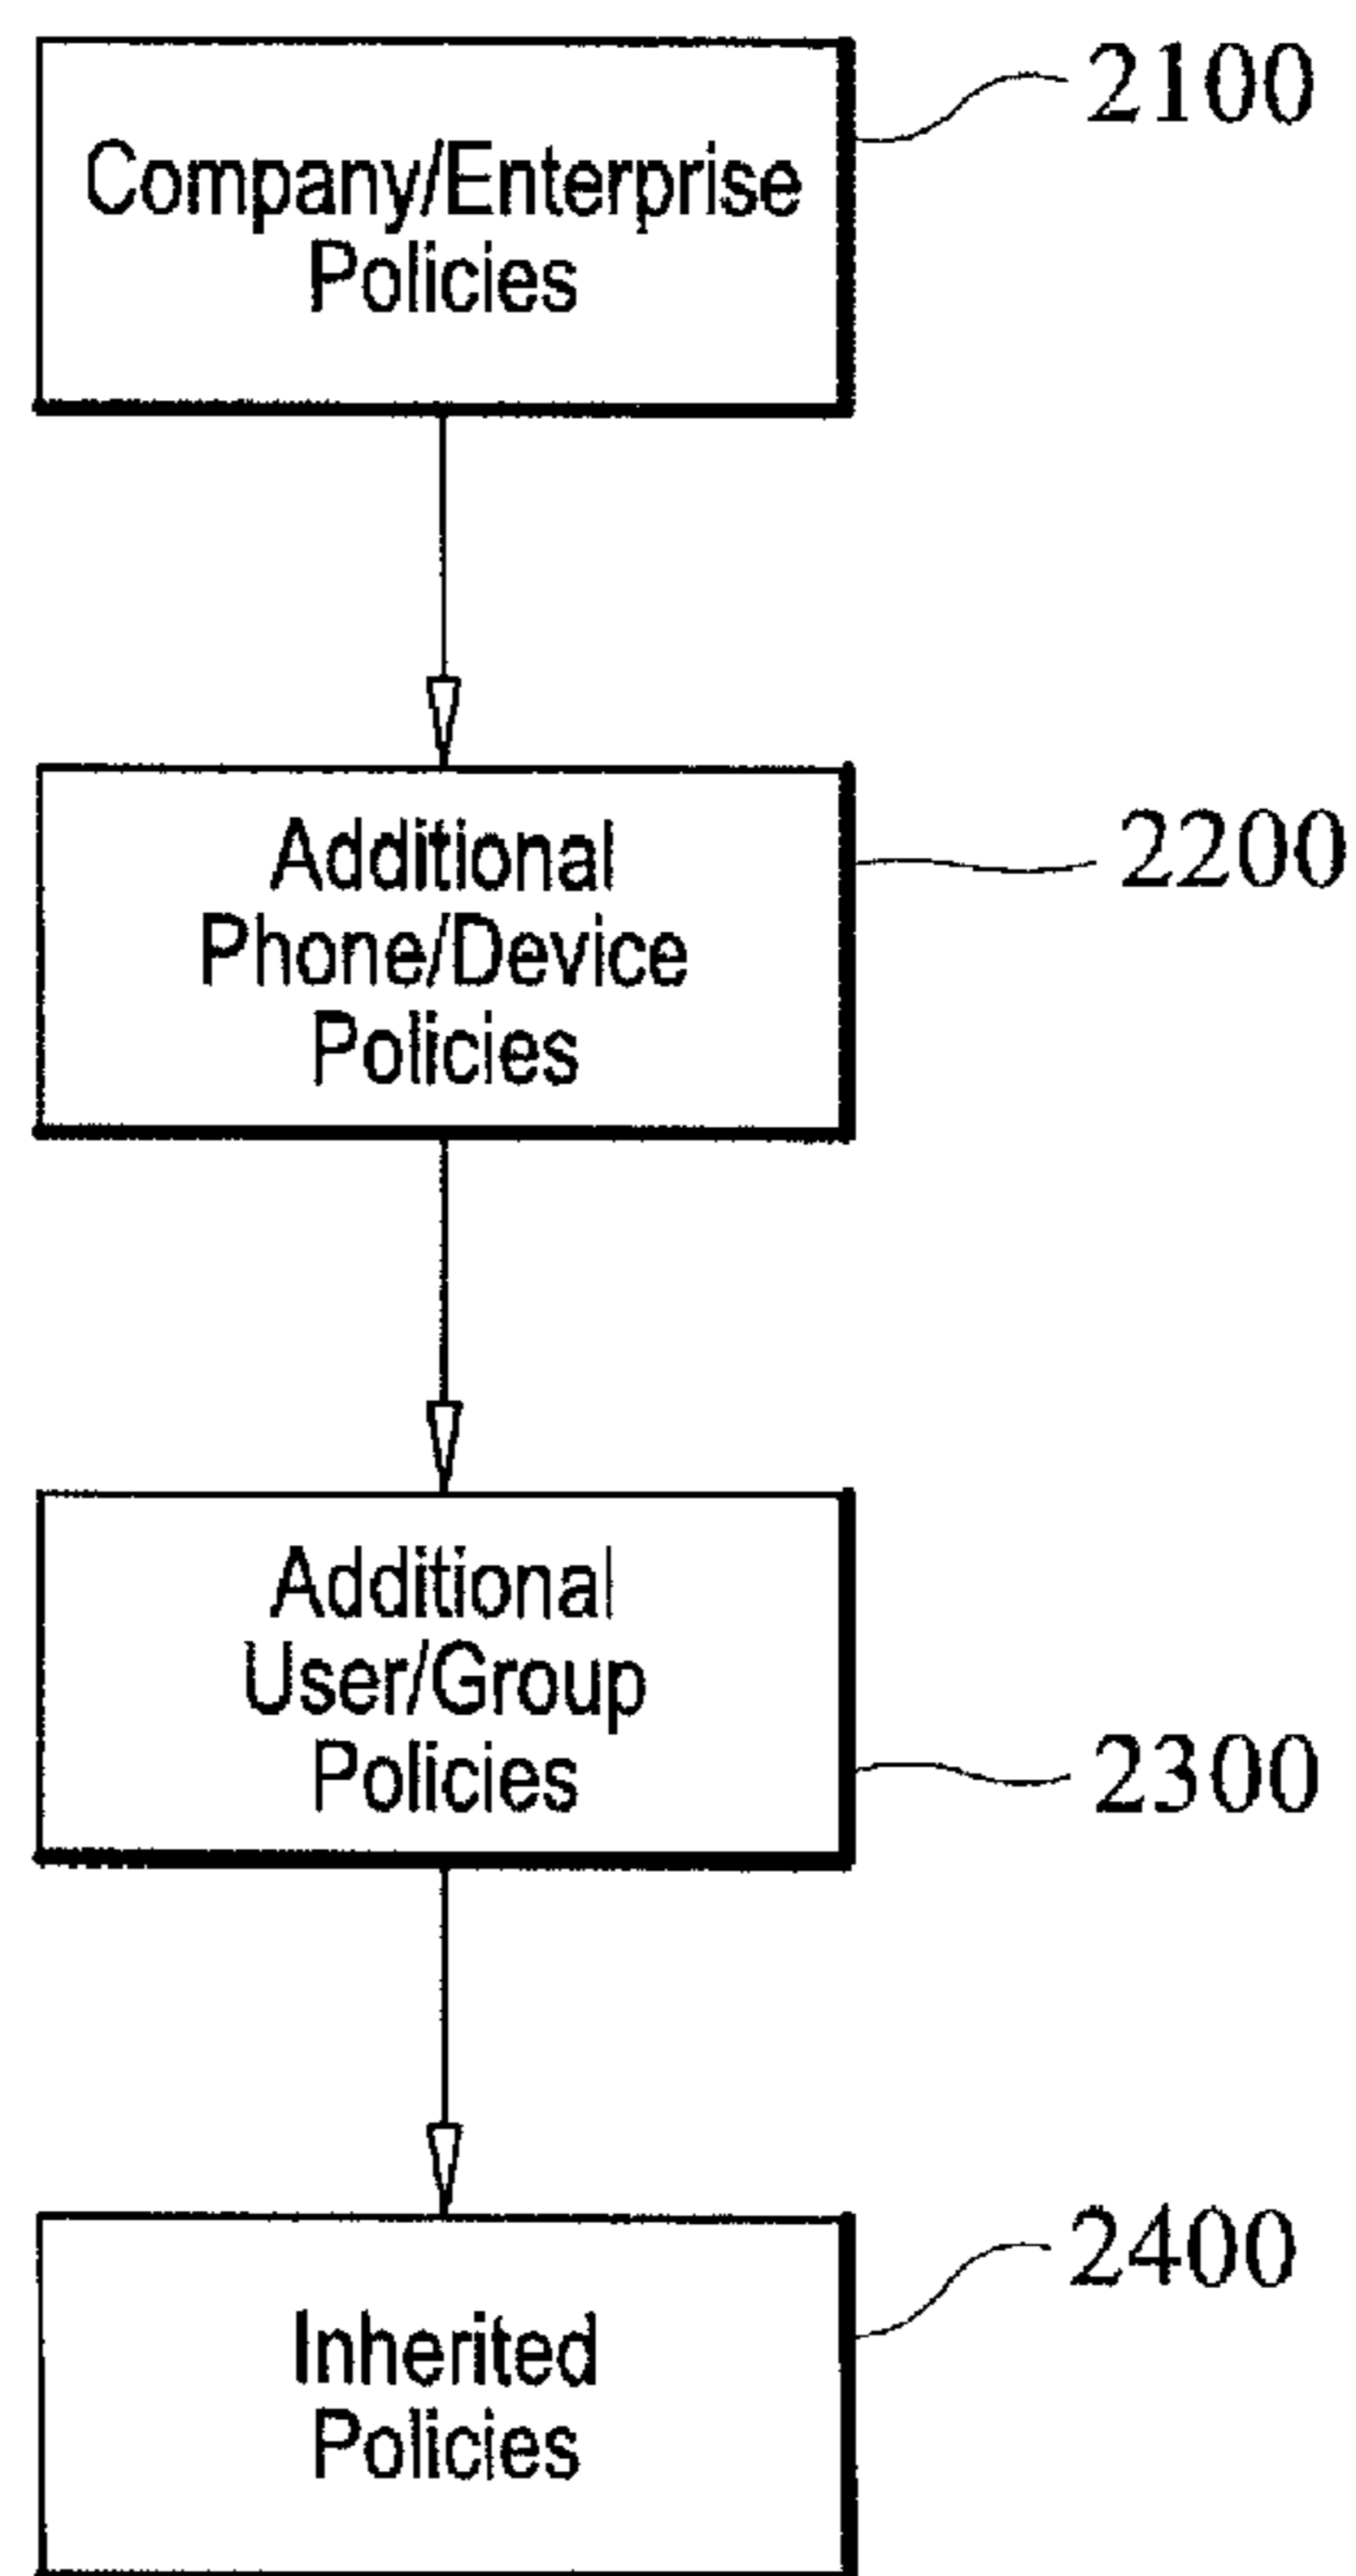 Company/Enterprise
Policies
2100
Additional
Phone/Device
Policies
2200
Additional
User/Group
Policies
2300
Inherited
Policies
2400